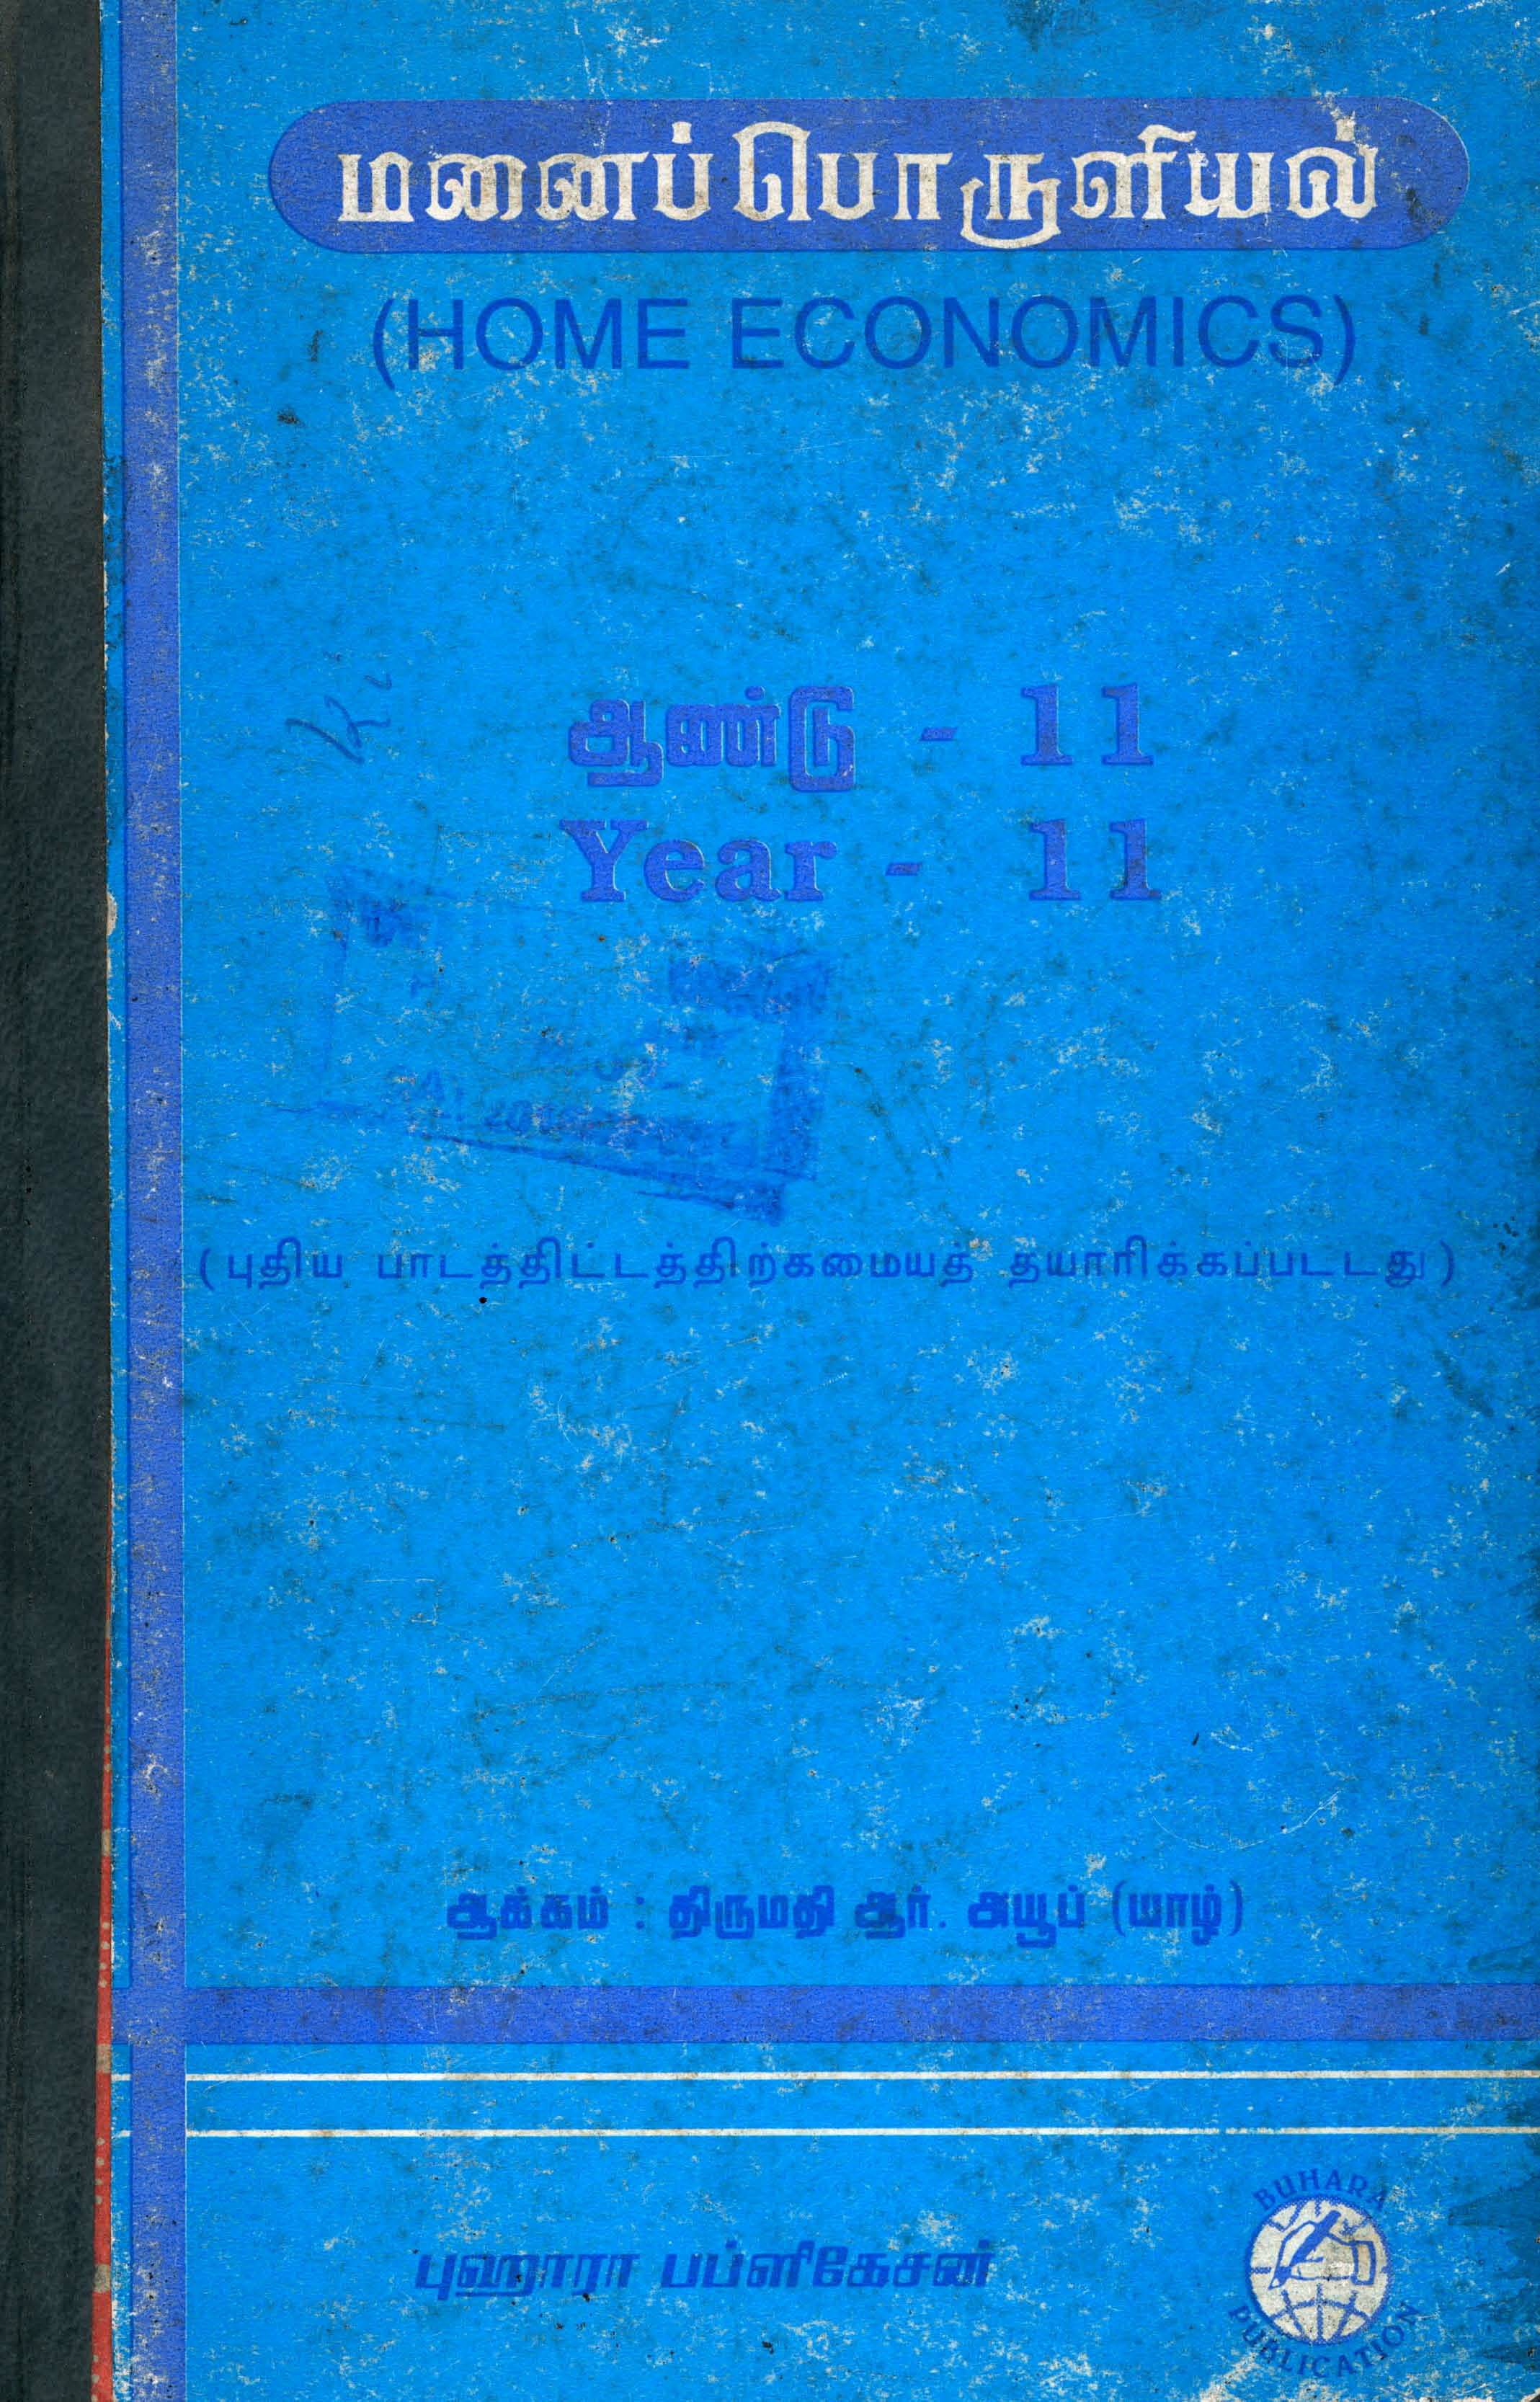 மனைப்பொருளியல்
(HOME ECONOMICS)
ஆண்டு - 11
Year - 11
(புதிய பாடத்திட்டத்திற்கமையத் தயாரிக்கப்பட்டது)
ஆக்கம் : திருமதி ஆர். அயூப் (யாழ்)
புஹாரா பப்ளிகேசன்
BUHARA
PUBLICATION